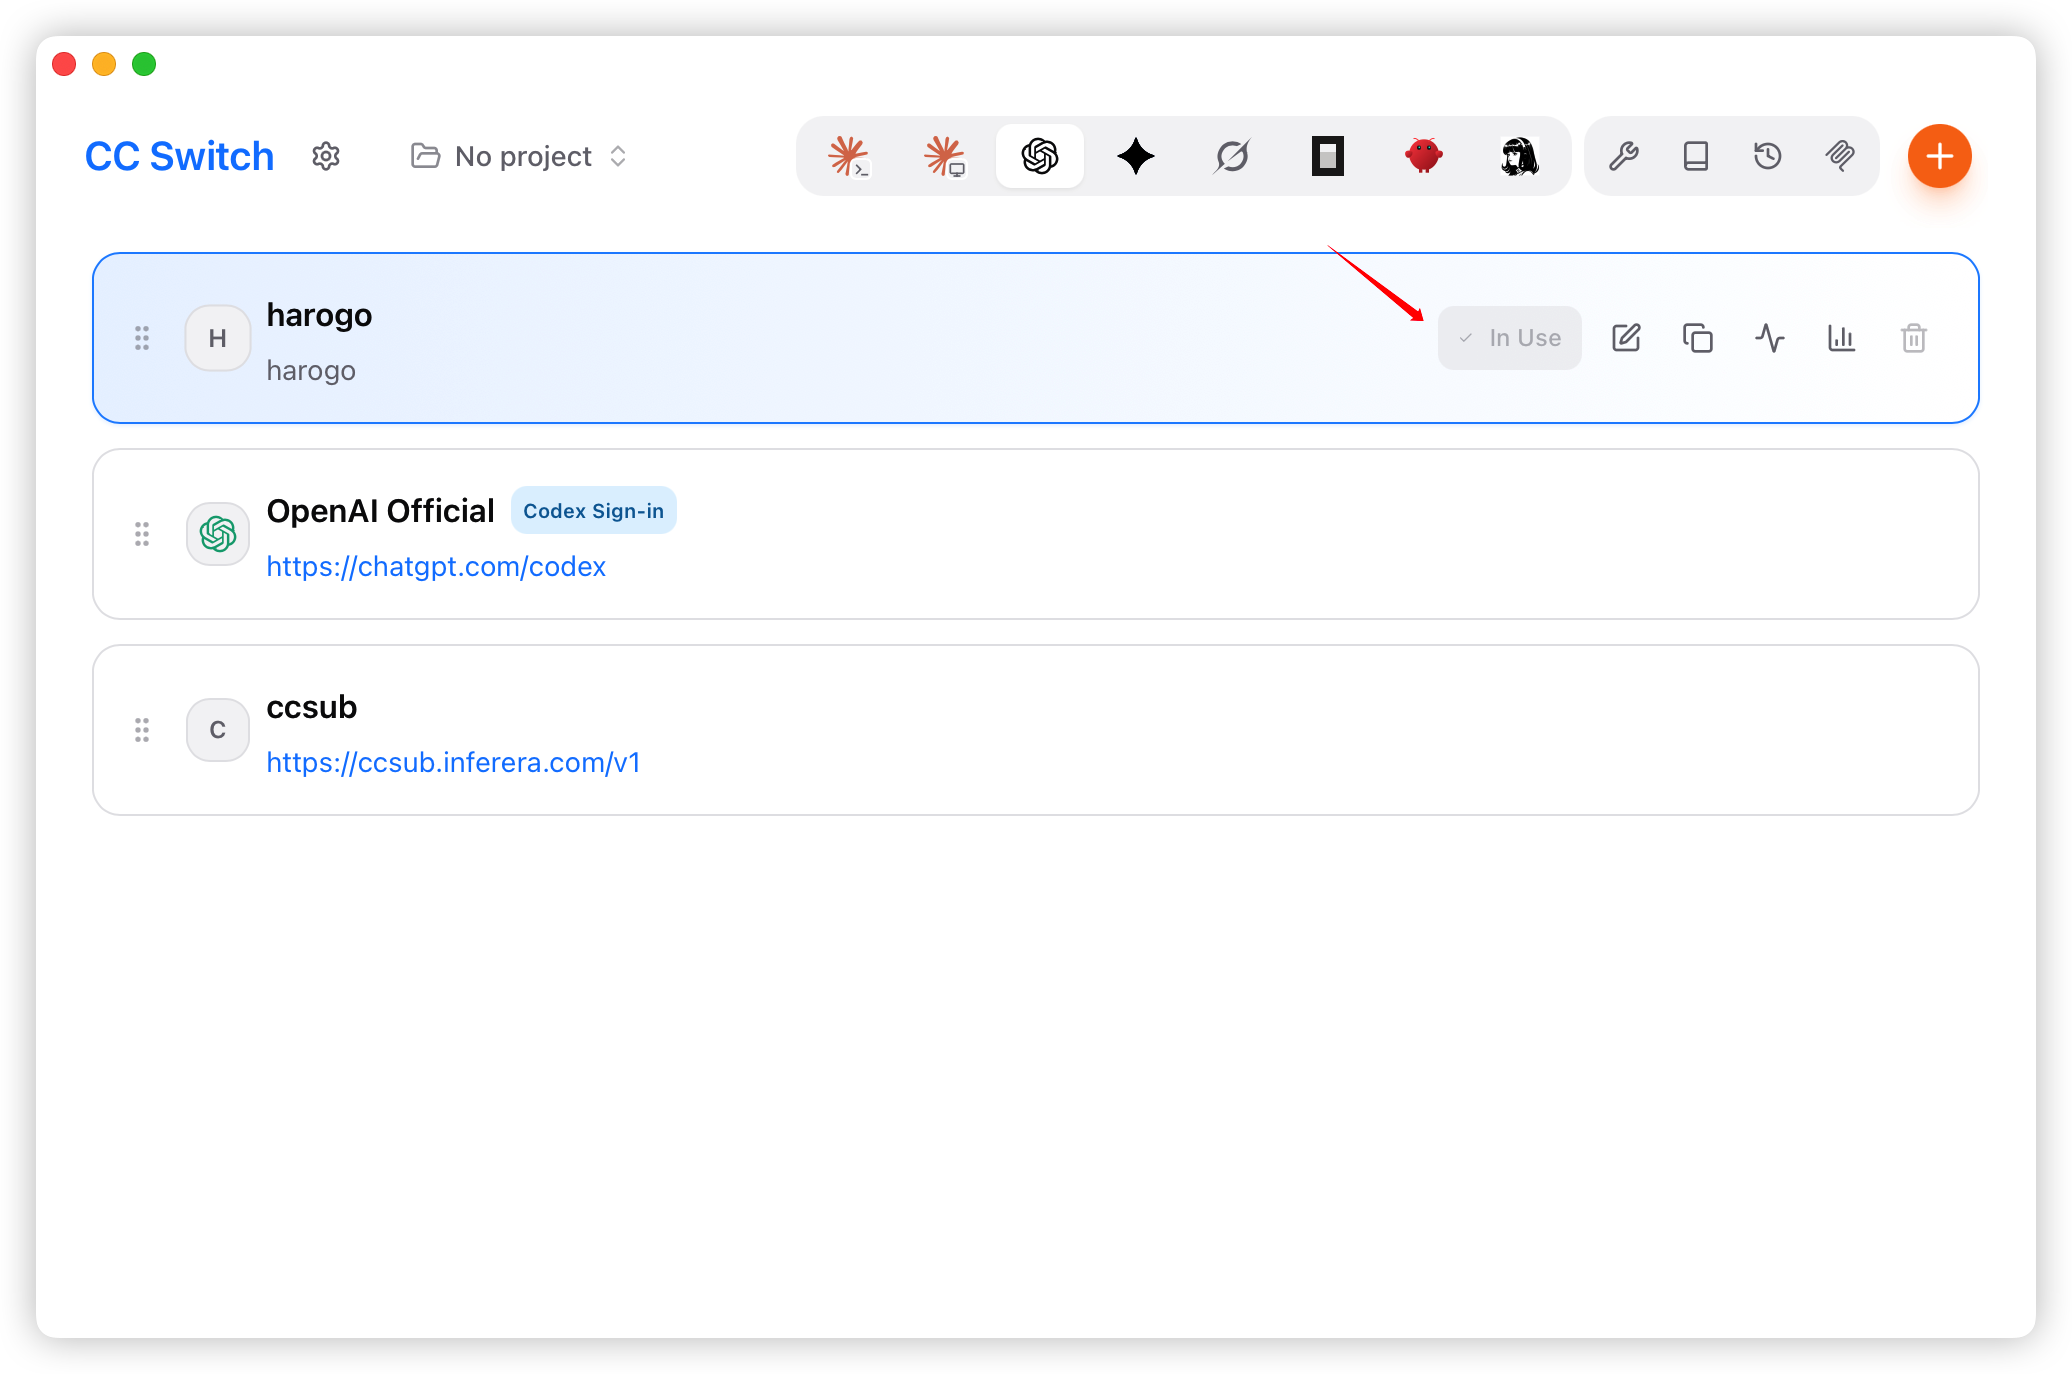 CC Switch
No project
H
harogo
harogo
In Use
OpenAI Official
Codex Sign-in
https://chatgpt.com/codex
C
ccsub
https://ccsub.inferera.com/v1